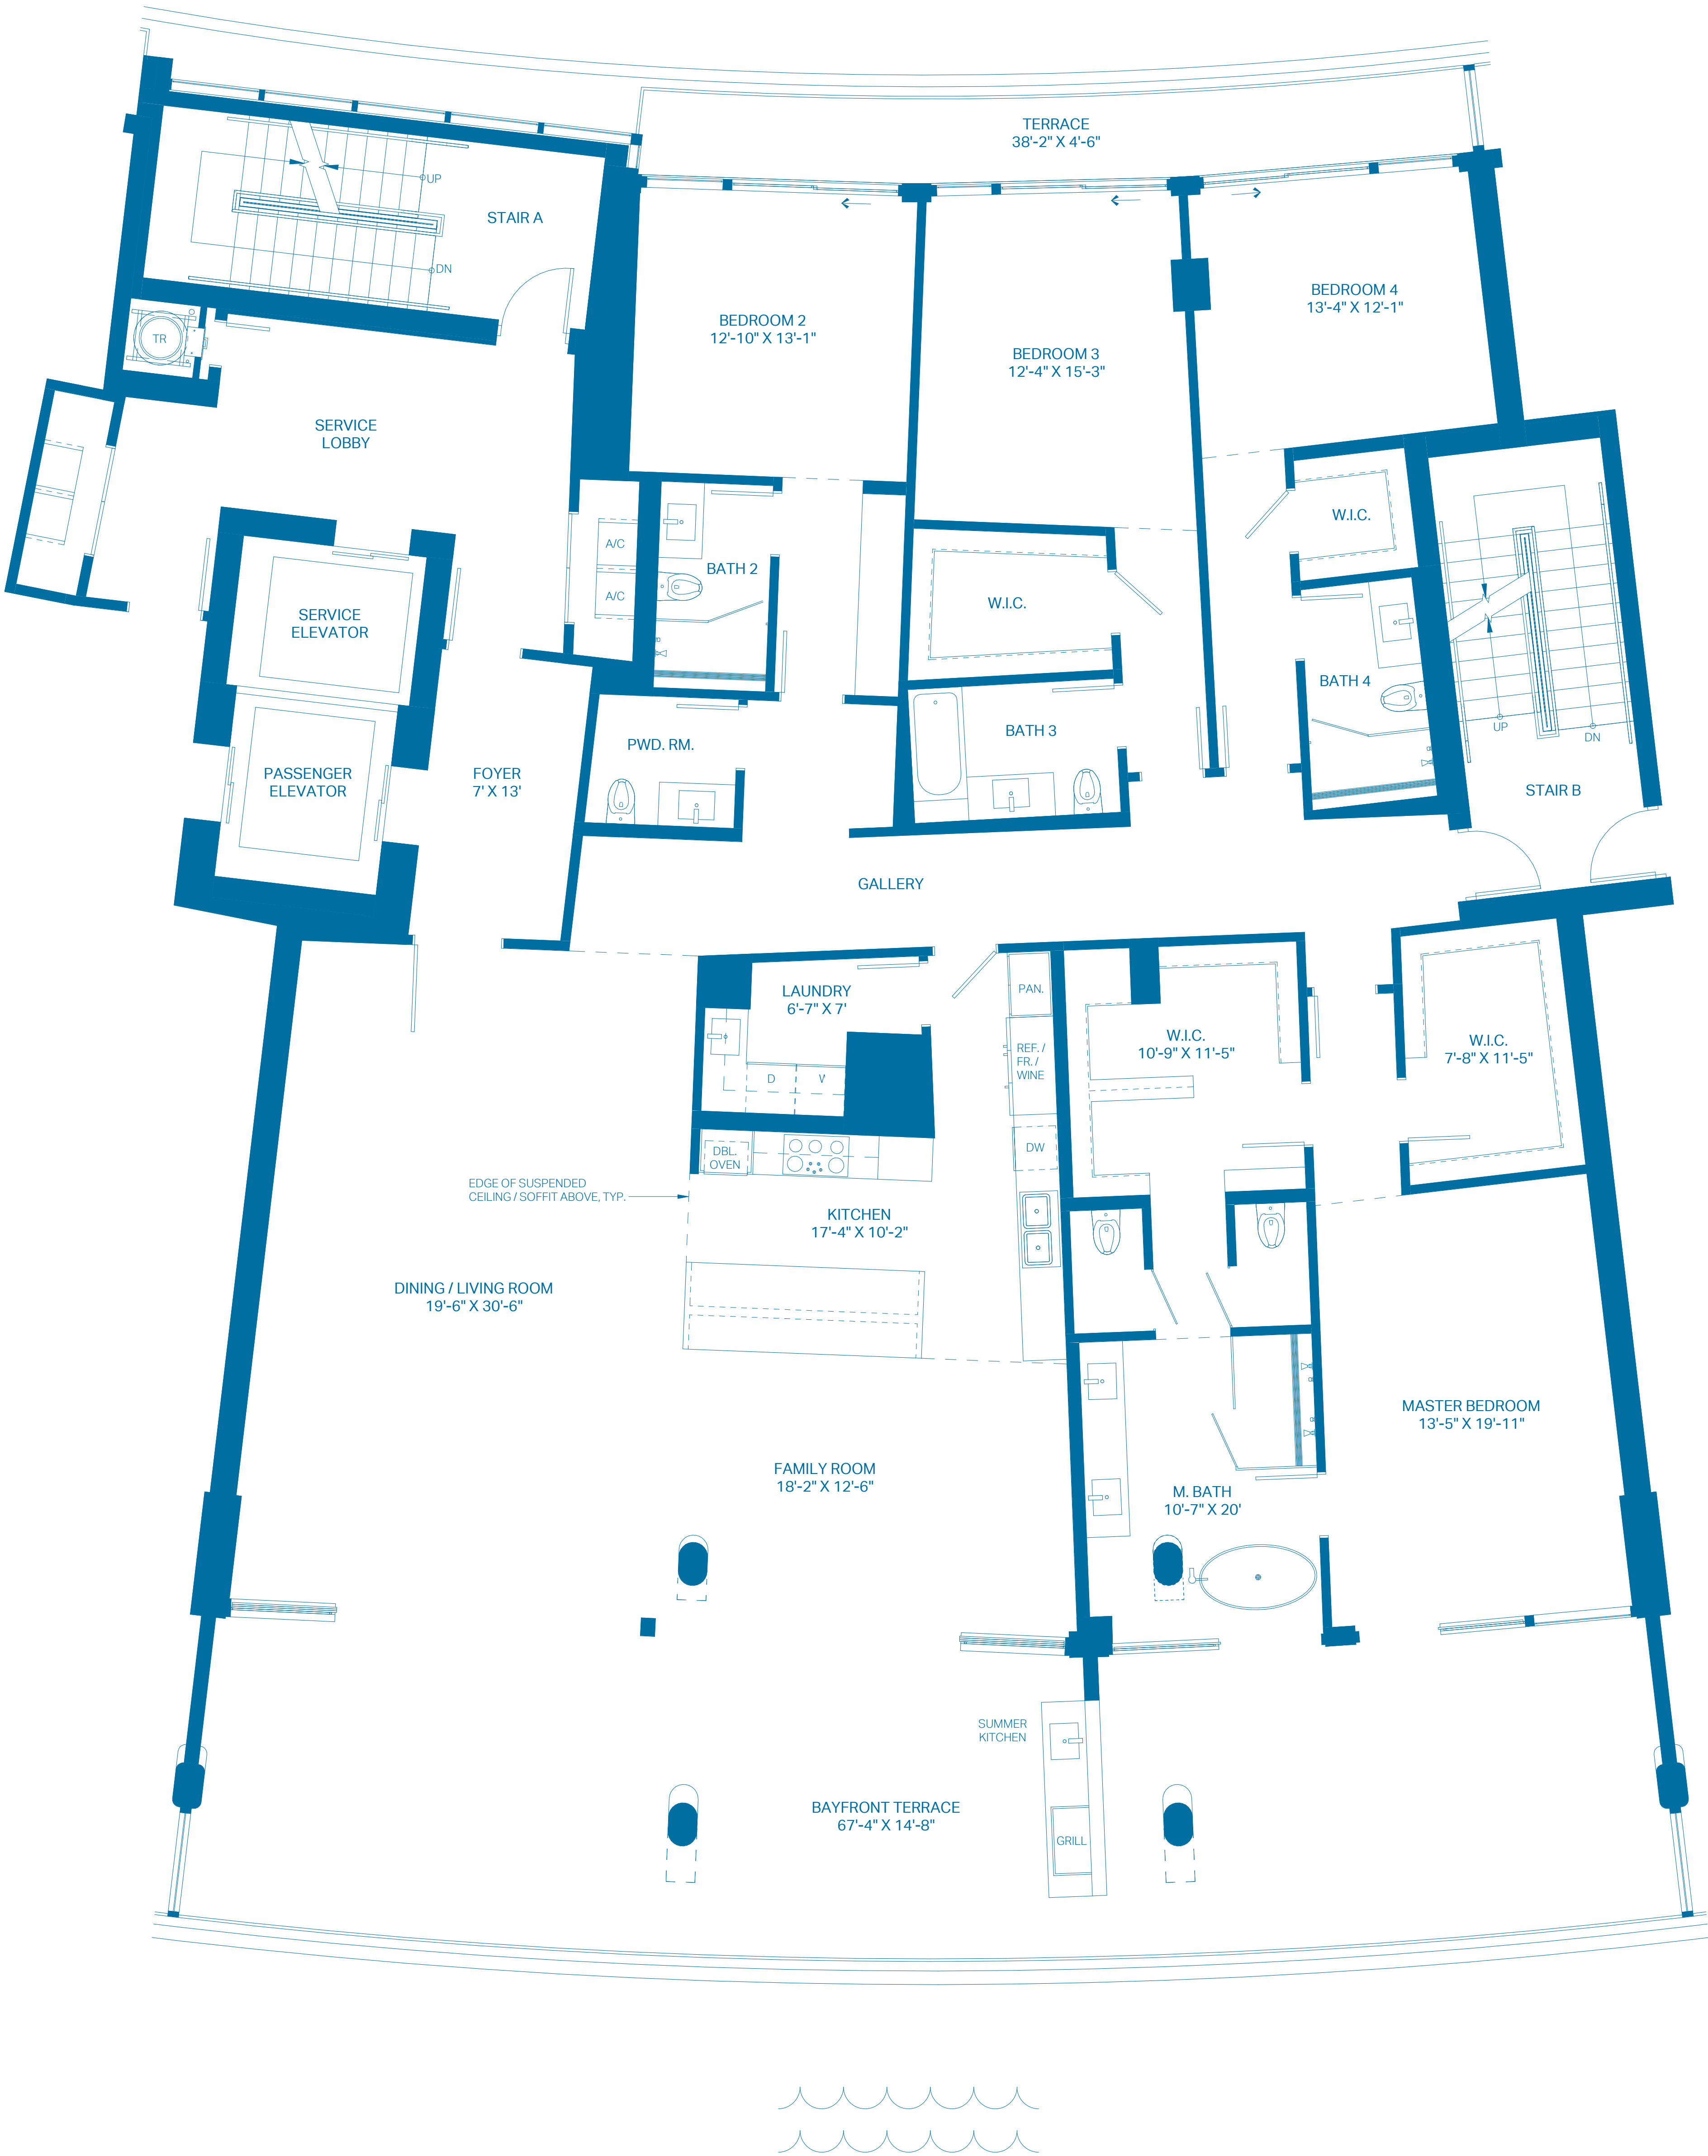 TERRACE
38'-2" X 4'-6"
UP
STAIR A
DN
BEDROOM 4
13'-4" X 12'-1"
BEDROOM 2
12'-10" X 13'-1"
TR
BEDROOM 3
12'-4" X 15'-3"
SERVICE
LOBBY
W.I.C.
A/C
BATH 2
A/C
W.I.C.
SERVICE
ELEVATOR
BATH 4
UP
DN
BATH 3
PWD. RM.
PASSENGER
ELEVATOR
FOYER
7' X 13'
STAIR B
GALLERY
LAUNDRY
6'-7" X 7'
PAN.
W.I.C.
10'-9" X 11'-5"
W.I.C.
7'-8" X 11'-5"
REF. /
FR. /
WINE
D
DBL.
OVEN
DW
EDGE OF SUSPENDED
CEILING / SOFFIT ABOVE, TYP.
KITCHEN
17'-4" X 10'-2"
DINING / LIVING ROOM
19'-6" X 30'-6"
MASTER BEDROOM
13'-5" X 19'-11"
FAMILY ROOM
18'-2" X 12'-6"
M. BATH
10'-7" X 20'
SUMMER
KITCHEN
BAYFRONT TERRACE
67'-4" X 14'-8"
GRILL